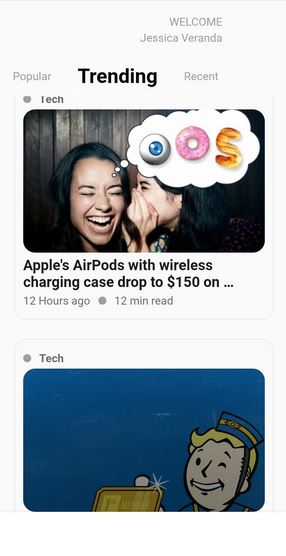 WELCOME
Jessica Veranda
Popular Trending Recent
Tech
Apple's AirPods with wireless
charging case drop to $150 on ...
12 Hours ago 12 min read
Tech